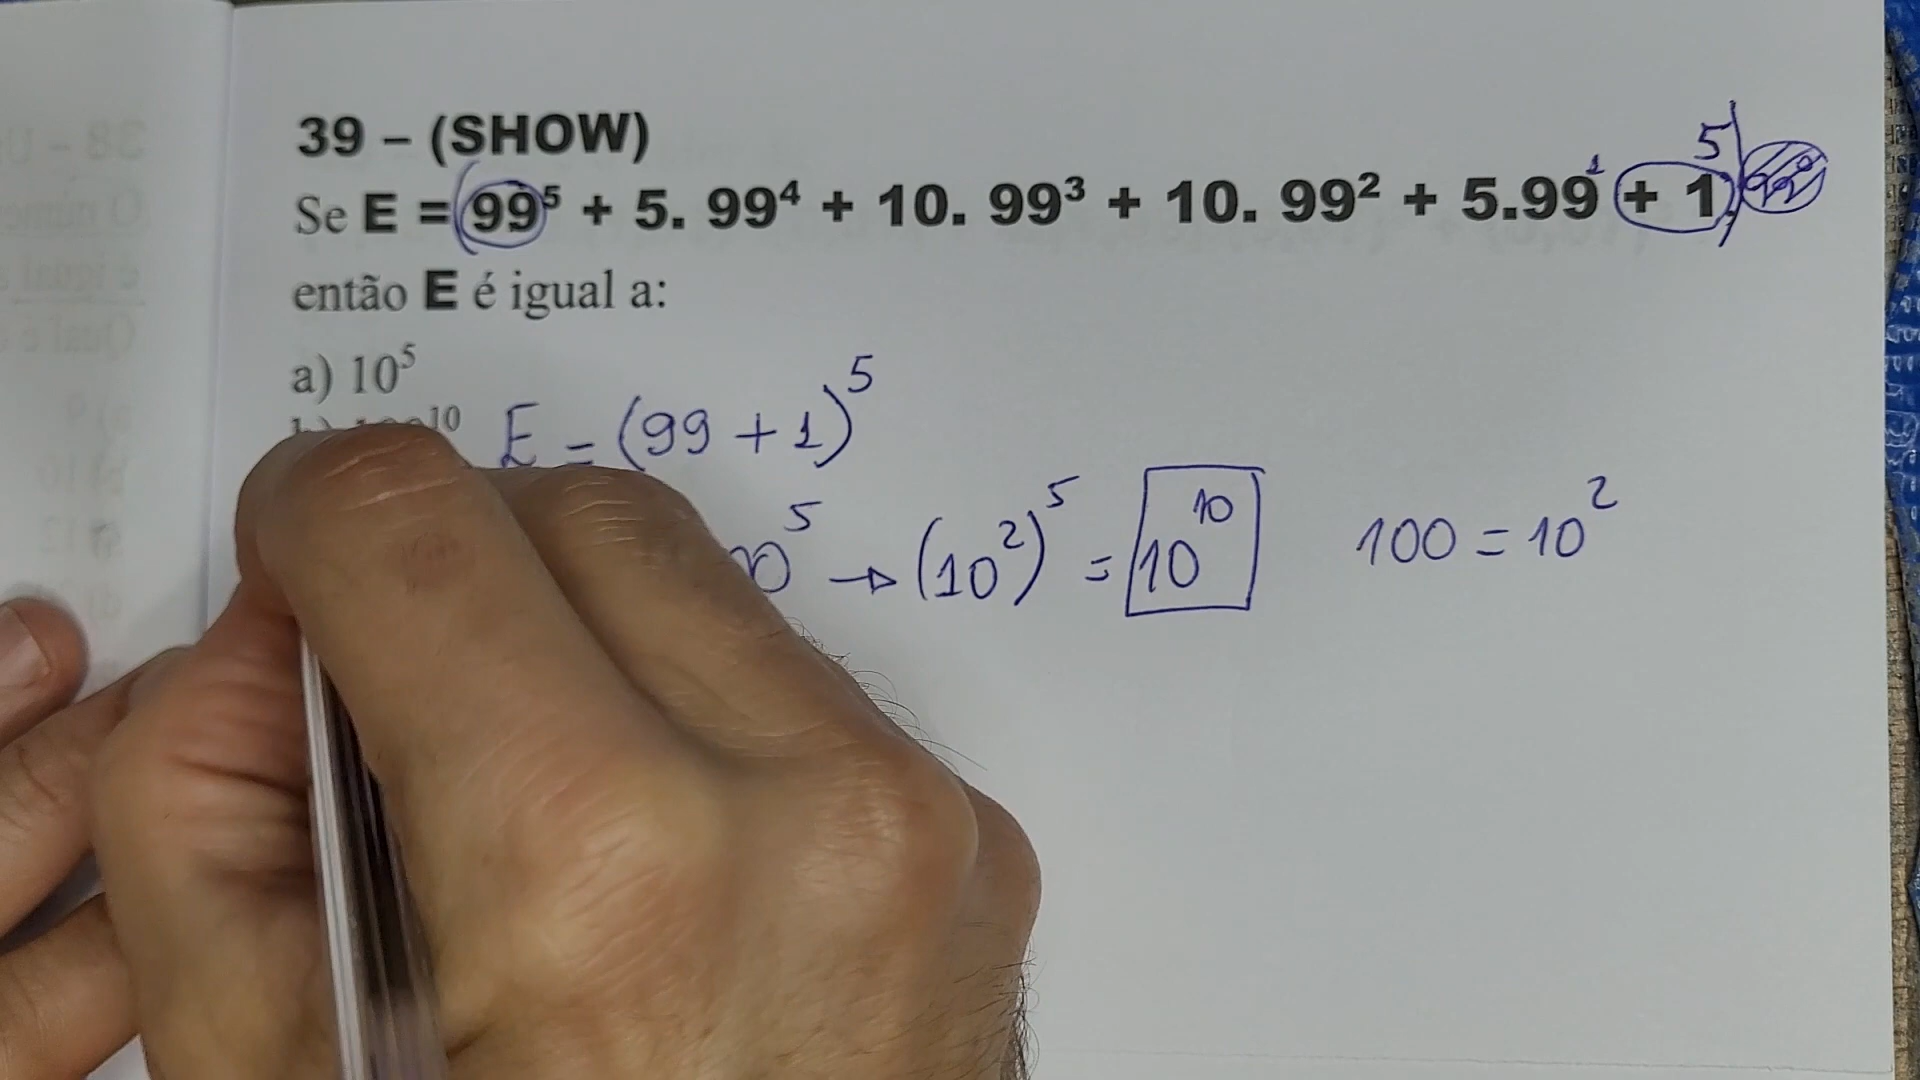 39 – (SHOW)
Se E = 99⁵ + 5. 99⁴ + 10. 99³ + 10. 99² + 5.99¹ + 1, 5
então E é igual a:
a) 10⁵
E = (99 + 1)⁵
⁵ → (10²)⁵ = 10¹⁰ 100 = 10²